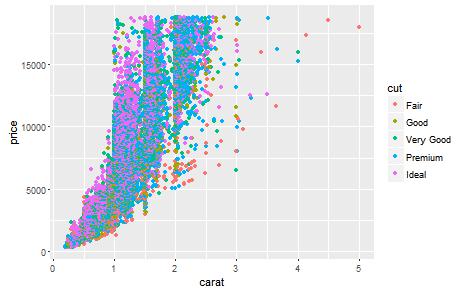 15000
10000
5000
0
price
0
1
2
3
4
5
carat
cut
Fair
Good
Very Good
Premium
Ideal